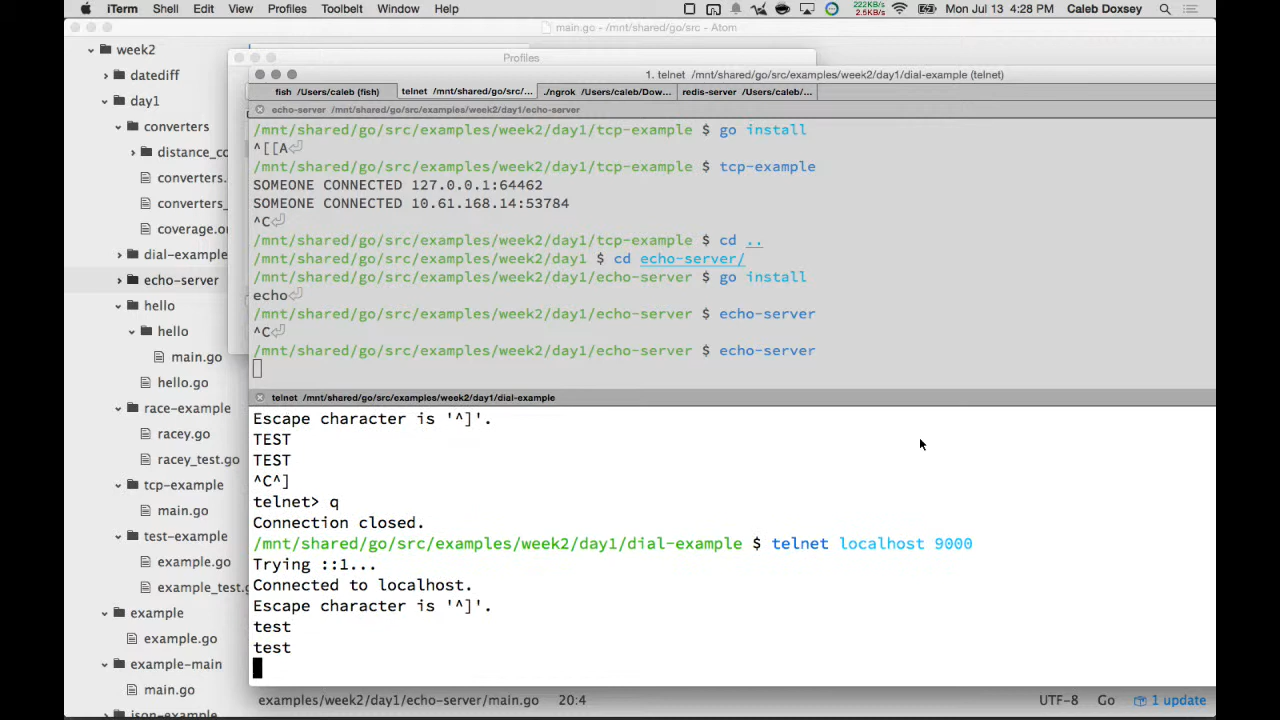 iTerm Shell Edit View Profiles Toolbelt Window Help 222KB/s 2.5KB/s Mon Jul 13 4:28 PM Caleb Doxsey
main.go - /mnt/shared/go/src - Atom
week2
datediff
day1
converters
distance_co
converters.
converters_
coverage.ou
dial-example
echo-server
hello
hello
main.go
hello.go
race-example
racey.go
racey_test.go
tcp-example
main.go
test-example
example.go
example_test.g
example
example.go
example-main
main.go
json-example
Profiles
1. telnet /mnt/shared/go/src/examples/week2/day1/dial-example (telnet)
fish /Users/caleb (fish) telnet /mnt/shared/go/src/... ./ngrok /Users/caleb/Dow... redis-server /Users/caleb/...
echo-server /mnt/shared/go/src/examples/week2/day1/echo-server
/mnt/shared/go/src/examples/week2/day1/tcp-example $ go install
^[[A⏎
/mnt/shared/go/src/examples/week2/day1/tcp-example $ tcp-example
SOMEONE CONNECTED 127.0.0.1:64462
SOMEONE CONNECTED 10.61.168.14:53784
^C⏎
/mnt/shared/go/src/examples/week2/day1/tcp-example $ cd ..
/mnt/shared/go/src/examples/week2/day1 $ cd echo-server/
/mnt/shared/go/src/examples/week2/day1/echo-server $ go install
echo⏎
/mnt/shared/go/src/examples/week2/day1/echo-server $ echo-server
^C⏎
/mnt/shared/go/src/examples/week2/day1/echo-server $ echo-server
telnet /mnt/shared/go/src/examples/week2/day1/dial-example
Escape character is '^]'.
TEST
TEST
^C^]
telnet> q
Connection closed.
/mnt/shared/go/src/examples/week2/day1/dial-example $ telnet localhost 9000
Trying ::1...
Connected to localhost.
Escape character is '^]'.
test
test
examples/week2/day1/echo-server/main.go 20:4 UTF-8 Go 1 update